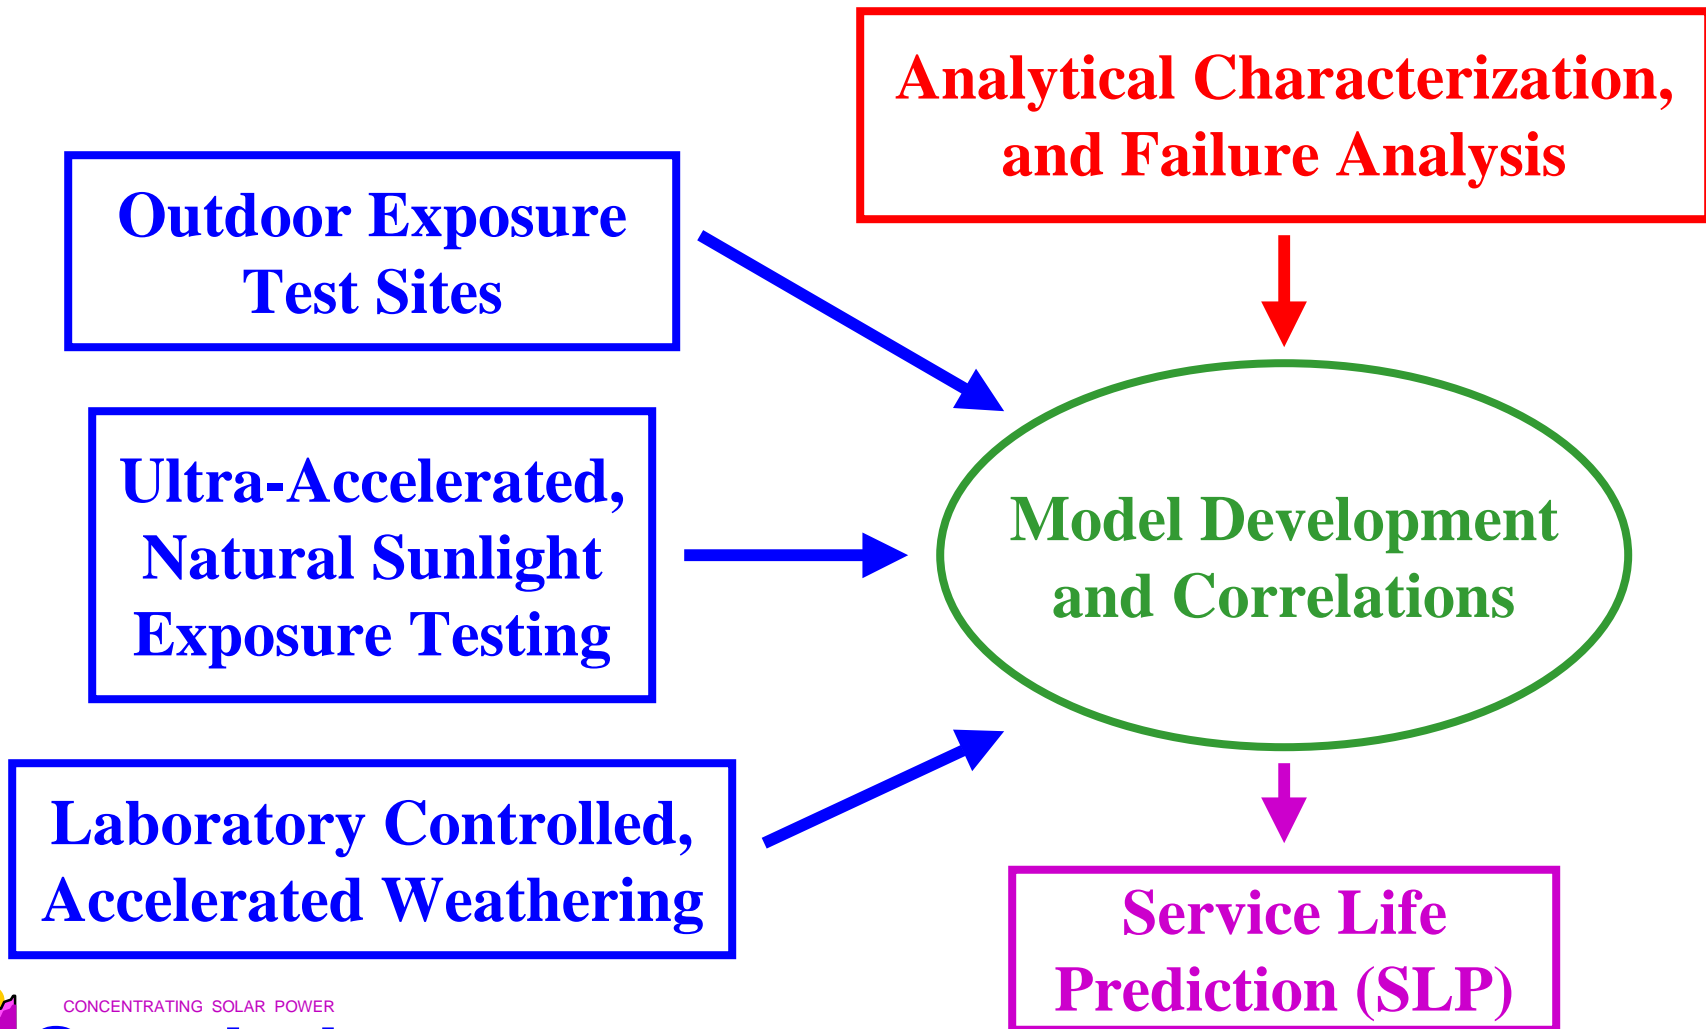 Analytical Characterization,
and Failure Analysis
Outdoor Exposure
Test Sites
Ultra-Accelerated,
Natural Sunlight
Exposure Testing
Model Development
and Correlations
Laboratory Controlled,
Accelerated Weathering
Service Life
Prediction (SLP)
CONCENTRATING SOLAR POWER